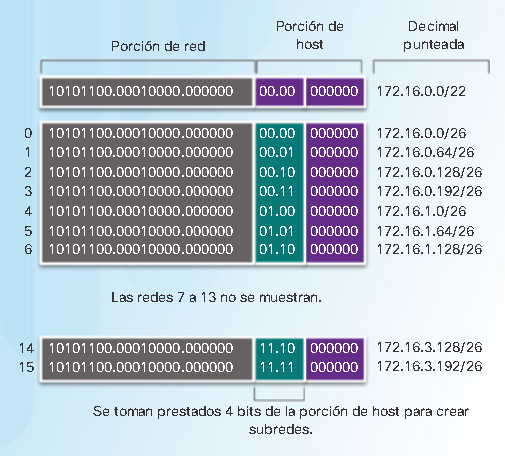 Porción de red
Porción de
host
Decimal
punteada
10101100.00010000.000000 00.00 000000 172.16.0.0/22
0 10101100.00010000.000000 00.00 000000 172.16.0.0/26
1 10101100.00010000.000000 00.01 000000 172.16.0.64/26
2 10101100.00010000.000000 00.10 000000 172.16.0.128/26
3 10101100.00010000.000000 00.11 000000 172.16.0.192/26
4 10101100.00010000.000000 01.00 000000 172.16.1.0/26
5 10101100.00010000.000000 01.01 000000 172.16.1.64/26
6 10101100.00010000.000000 01.10 000000 172.16.1.128/26
Las redes 7 a 13 no se muestran.
14 10101100.00010000.000000 11.10 000000 172.16.3.128/26
15 10101100.00010000.000000 11.11 000000 172.16.3.192/26
Se toman prestados 4 bits de la porción de host para crear
subredes.